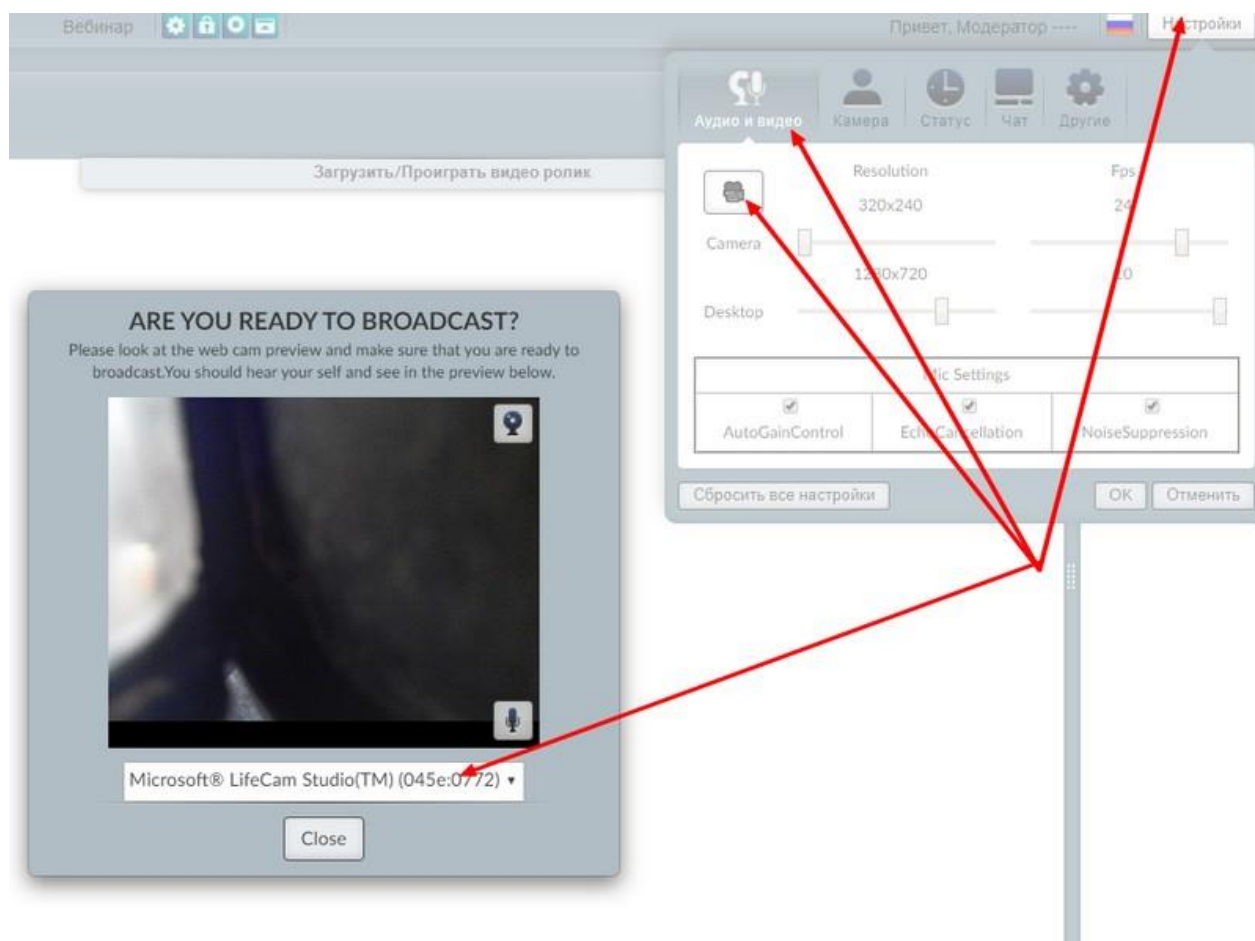 Вебинар
Привет, Модератор ----
Настройки
Аудио и видео
Камера
Статус
Чат
Другие
Загрузить/Проиграть видео ролик
Resolution
Fps
320x240
24
Camera
1280x720
Desktop
Mic Settings
AutoGainControl
EchoCancellation
NoiseSuppression
Сбросить все настройки
OK
Отменить
ARE YOU READY TO BROADCAST?
Please look at the web cam preview and make sure that you are ready to
broadcast.You should hear your self and see in the preview below.
Microsoft® LifeCam Studio(TM) (045e:0772)
Close